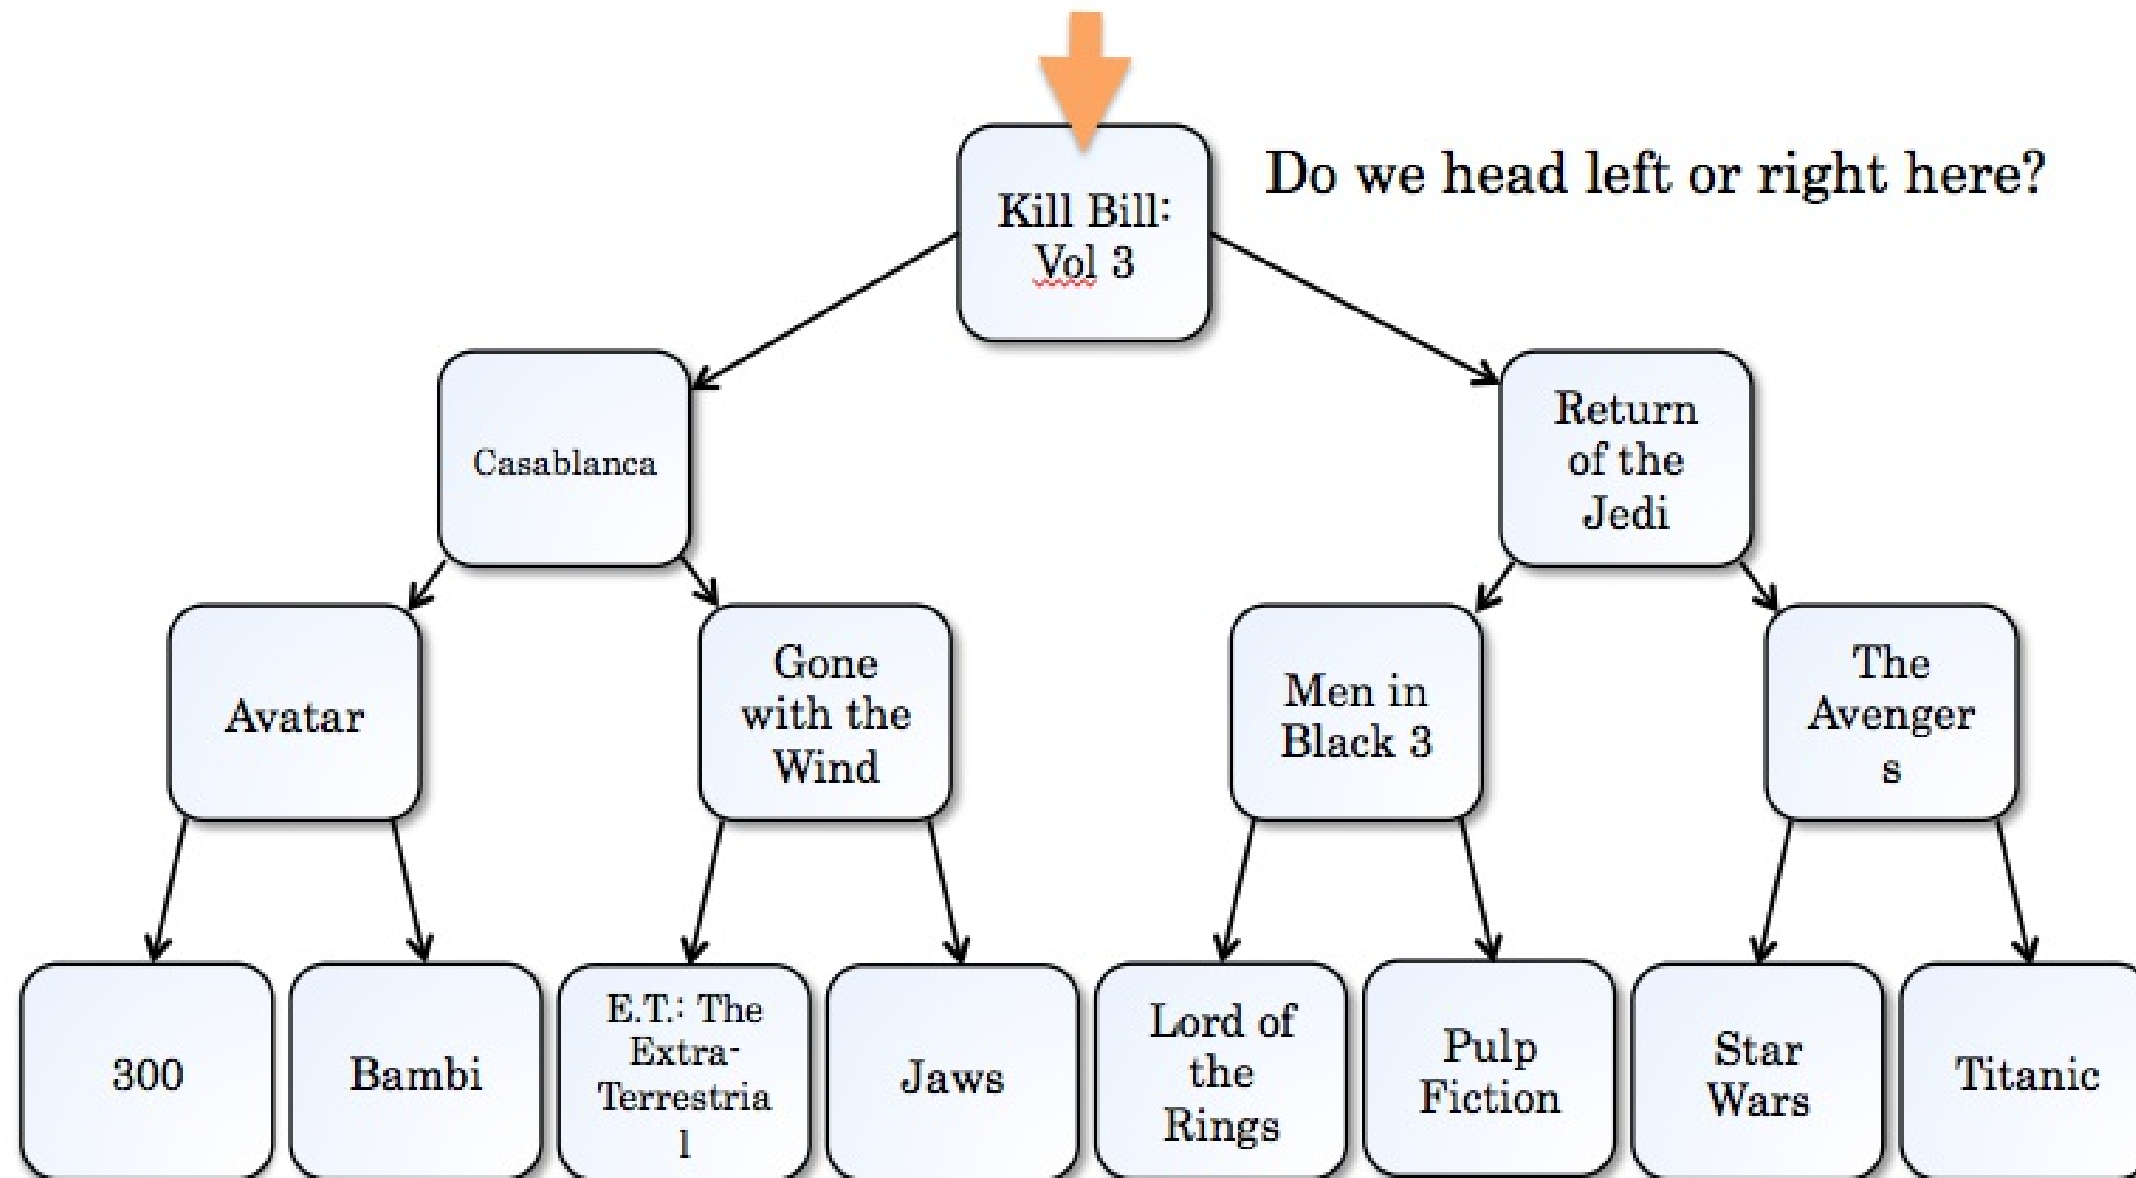 Do we head left or right here?
Kill Bill:
Vol 3
Casablanca
Return
of the
Jedi
Avatar
Gone
with the
Wind
Men in
Black 3
The
Avenger
s
300
Bambi
E.T.: The
Extra-
Terrestria
l
Jaws
Lord of
the
Rings
Pulp
Fiction
Star
Wars
Titanic